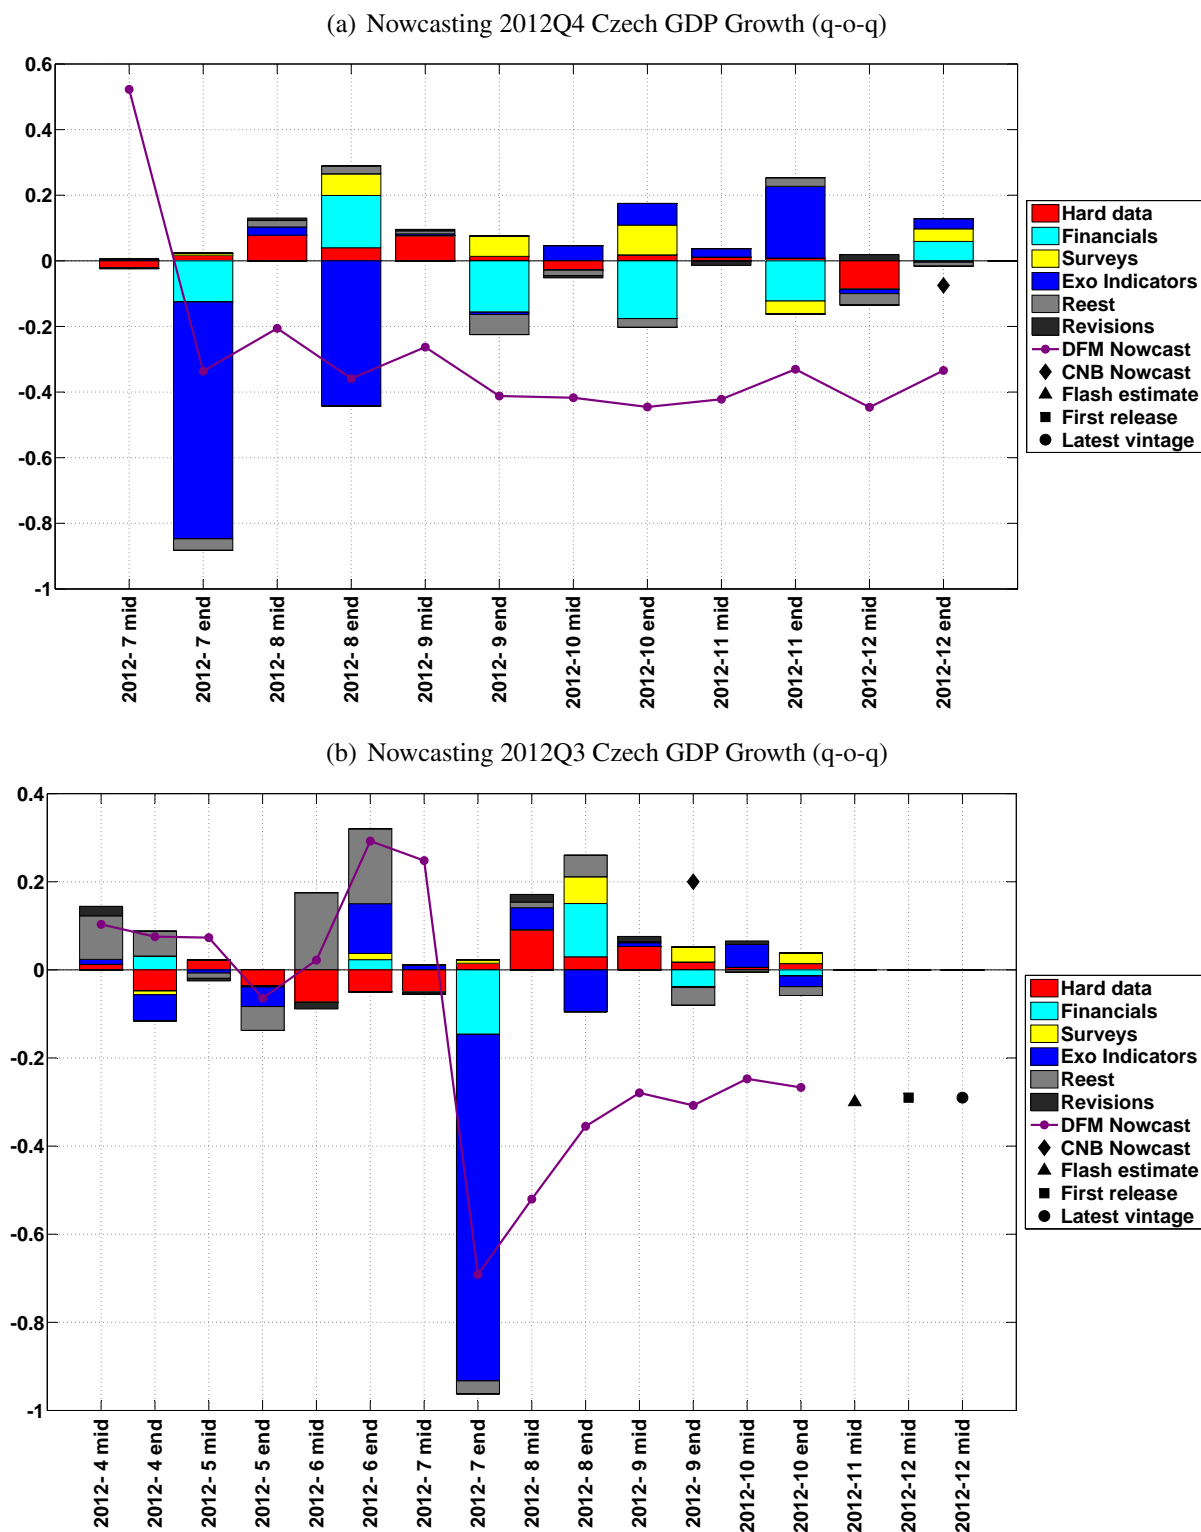 (a) Nowcasting 2012Q4 Czech GDP Growth (q-o-q)
0.6
0.4
0.2
0
-0.2
-0.4
-0.6
-0.8
-1
2012- 7 mid
2012- 7 end
2012- 8 mid
2012- 8 end
2012- 9 mid
2012- 9 end
2012-10 mid
2012-10 end
2012-11 mid
2012-11 end
2012-12 mid
2012-12 end
Hard data
Financials
Surveys
Exo Indicators
Reest
Revisions
DFM Nowcast
CNB Nowcast
Flash estimate
First release
Latest vintage
(b) Nowcasting 2012Q3 Czech GDP Growth (q-o-q)
0.4
0.2
0
-0.2
-0.4
-0.6
-0.8
-1
2012- 4 mid
2012- 4 end
2012- 5 mid
2012- 5 end
2012- 6 mid
2012- 6 end
2012- 7 mid
2012- 7 end
2012- 8 mid
2012- 8 end
2012- 9 mid
2012- 9 end
2012-10 mid
2012-10 end
2012-11 mid
2012-12 mid
2012-12 mid
Hard data
Financials
Surveys
Exo Indicators
Reest
Revisions
DFM Nowcast
CNB Nowcast
Flash estimate
First release
Latest vintage